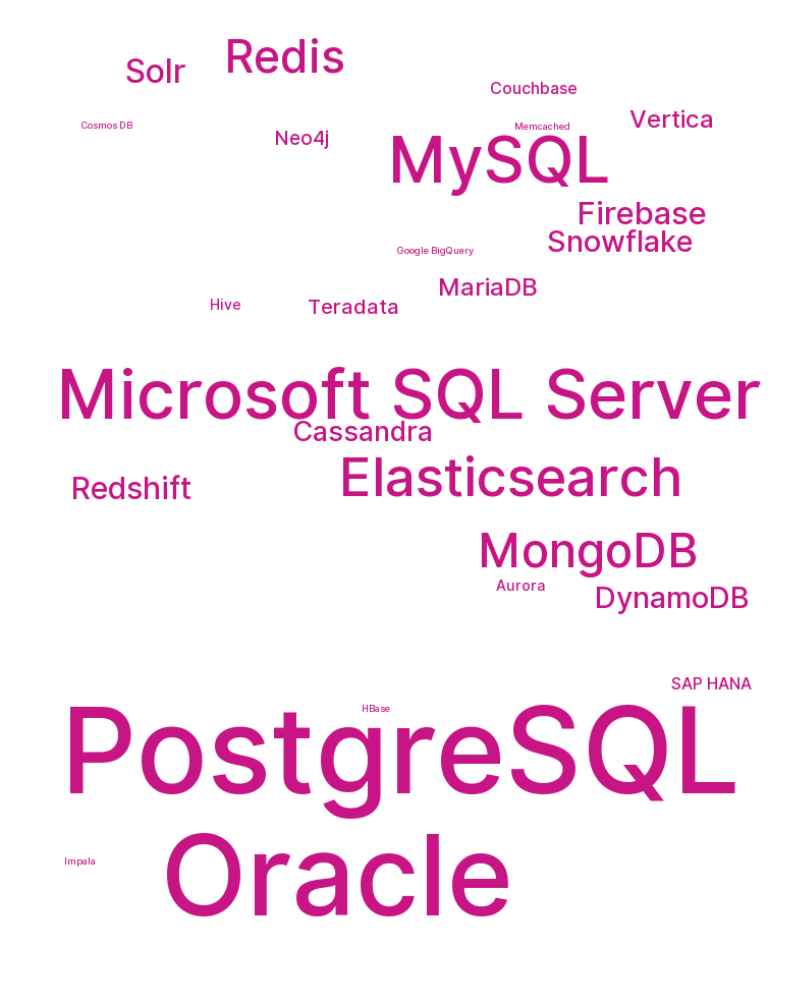 Redis
Solr
Couchbase
Vertica
Cosmos DB
Memcached
Neo4j
MySQL
Firebase
Snowflake
Google BigQuery
MariaDB
Hive
Teradata
Microsoft SQL Server
Cassandra
Elasticsearch
Redshift
MongoDB
Aurora
DynamoDB
SAP HANA
HBase
PostgreSQL
Impala
Oracle